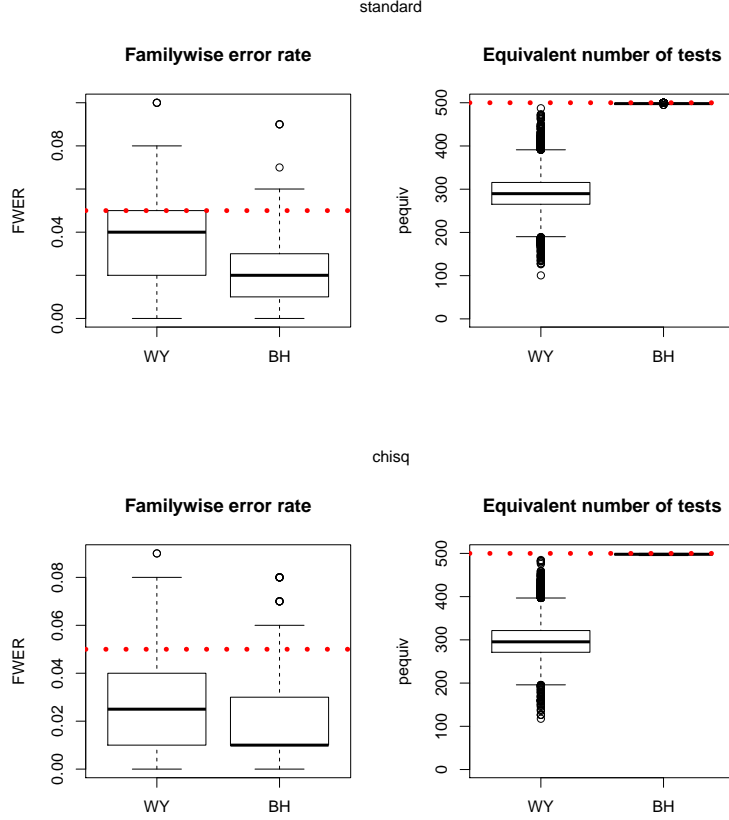 standard
Familywise error rate
Equivalent number of tests
FWER
0.00
0.04
0.08
WY
BH
pequiv
0
100
200
300
400
500
WY
BH
chisq
Familywise error rate
Equivalent number of tests
FWER
0.00
0.02
0.04
0.06
0.08
WY
BH
pequiv
0
100
200
300
400
500
WY
BH